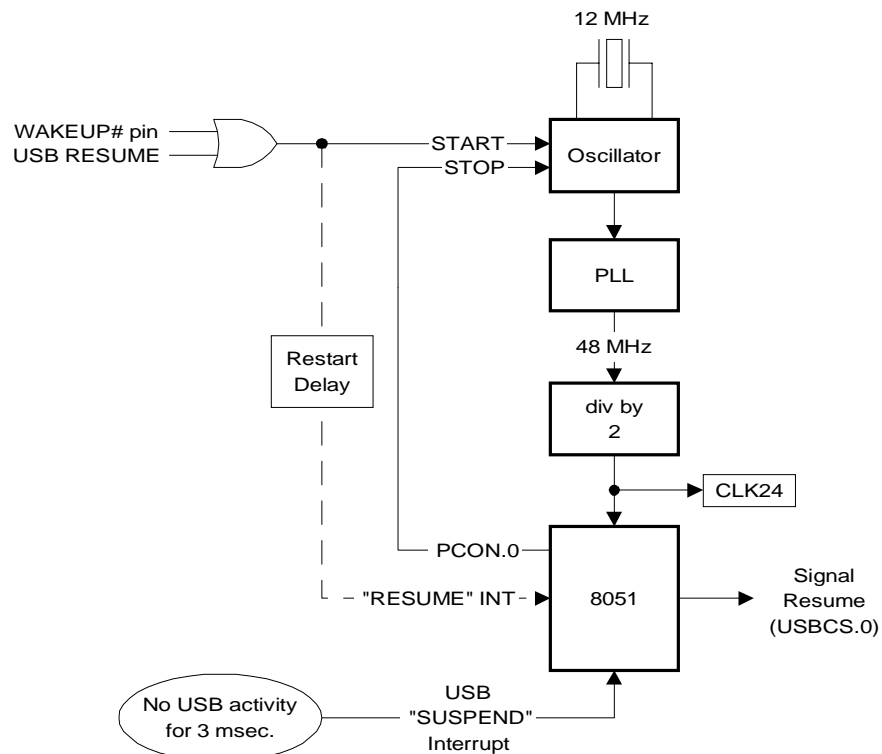 12 MHz
WAKEUP# pin
USB RESUME
START
STOP
Oscillator
PLL
48 MHz
Restart
Delay
div by
2
CLK24
PCON.0
"RESUME" INT
8051
Signal
Resume
(USBCS.0)
No USB activity
for 3 msec.
USB
"SUSPEND"
Interrupt